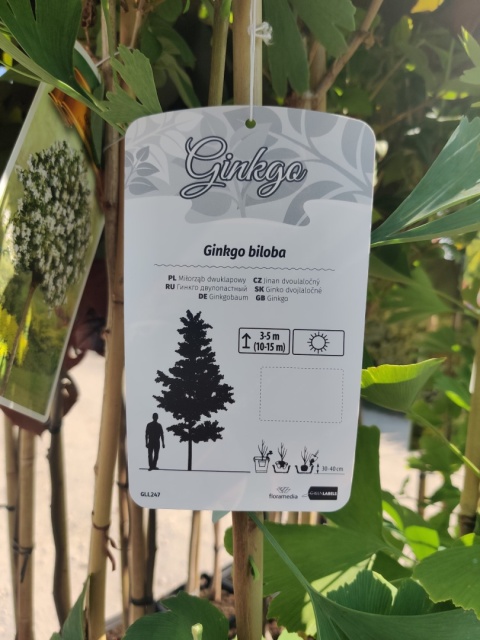 Ginkgo
Ginkgo biloba
PL Miłorząb dwuklapowy CZ Jinan dvoulaločný
RU Гинкго двулопастный SK Ginko dvojlaločné
DE Ginkgobaum GB Ginkgo
3-5 m
(10-15 m)
30-40 cm
GLL247
floramedia
LABELS